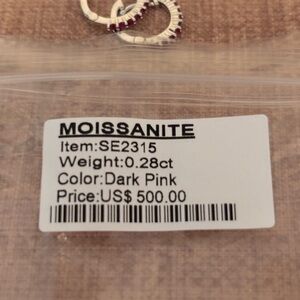 MOISSANITE
Item:SE2315
Weight:0.28ct
Color:Dark Pink
Price:US$ 500.00